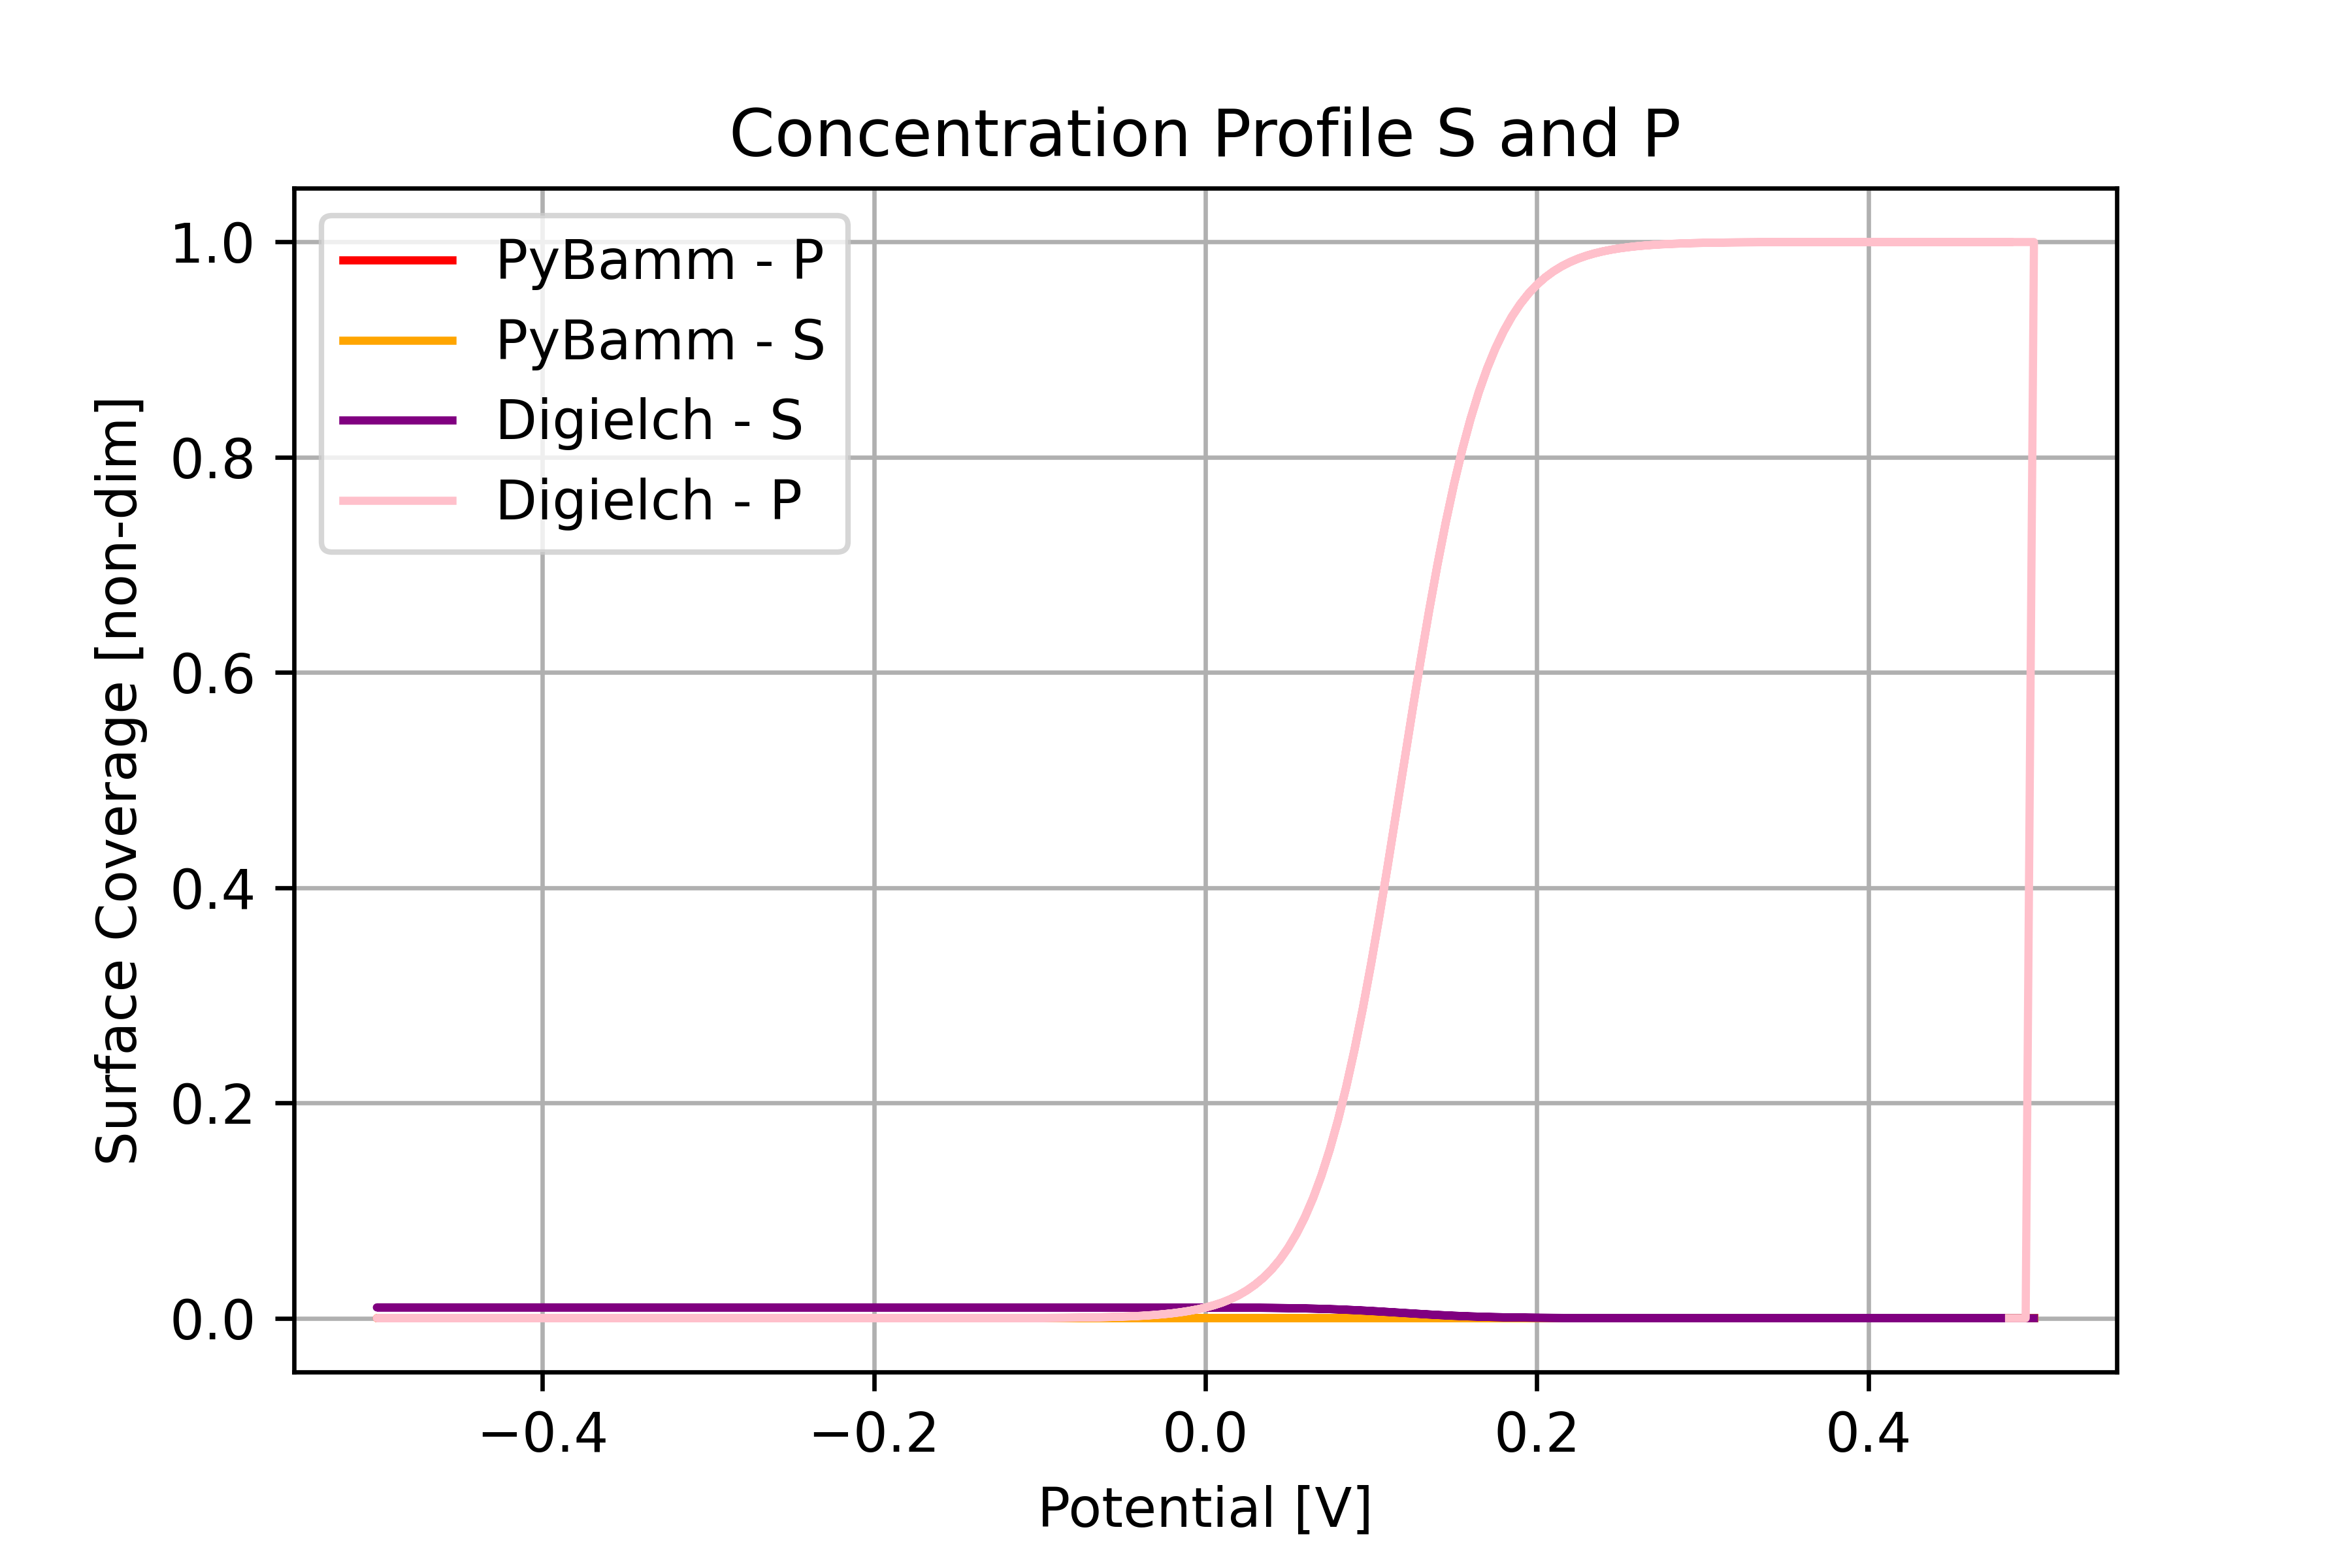 Concentration Profile S and P
PyBamm - P
PyBamm - S
Digielch - S
Digielch - P
Surface Coverage [non-dim]
1.0
0.8
0.6
0.4
0.2
0.0
−0.4 −0.2 0.0 0.2 0.4
Potential [V]